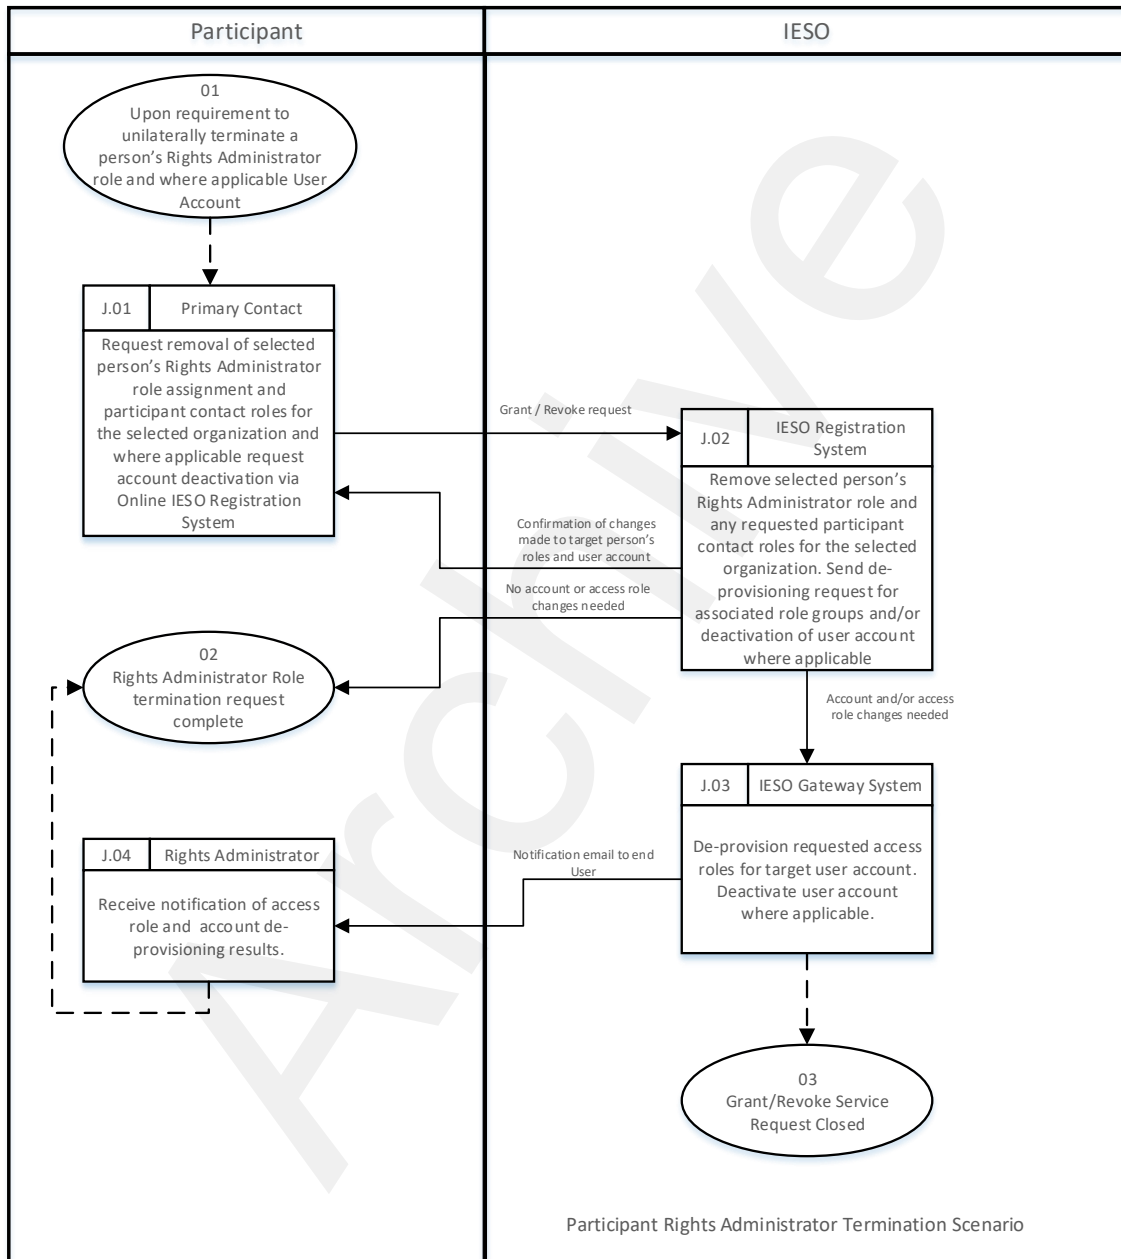 Participant
IESO
01
Upon requirement to
unilaterally terminate a
person's Rights Administrator
role and where applicable User
Account
J.01
Primary Contact
Request removal of selected
person's Rights Administrator
role assignment and
participant contact roles for
the selected organization and
where applicable request
account deactivation via
Online IESO Registration
System
Grant / Revoke request
J.02
IESO Registration
System
Remove selected person's
Rights Administrator role and
any requested participant
contact roles for the selected
organization. Send de-
provisioning request for
associated role groups and/or
deactivation of user account
where applicable
Confirmation of changes
made to target person's
roles and user account
No account or access role
changes needed
02
Rights Administrator Role
termination request
complete
Account and/or access
role changes needed
J.03
IESO Gateway System
De-provision requested access
roles for target user account.
Deactivate user account
where applicable.
Notification email to end
User
J.04
Rights Administrator
Receive notification of access
role and account de-
provisioning results.
03
Grant/Revoke Service
Request Closed
Participant Rights Administrator Termination Scenario
Archive